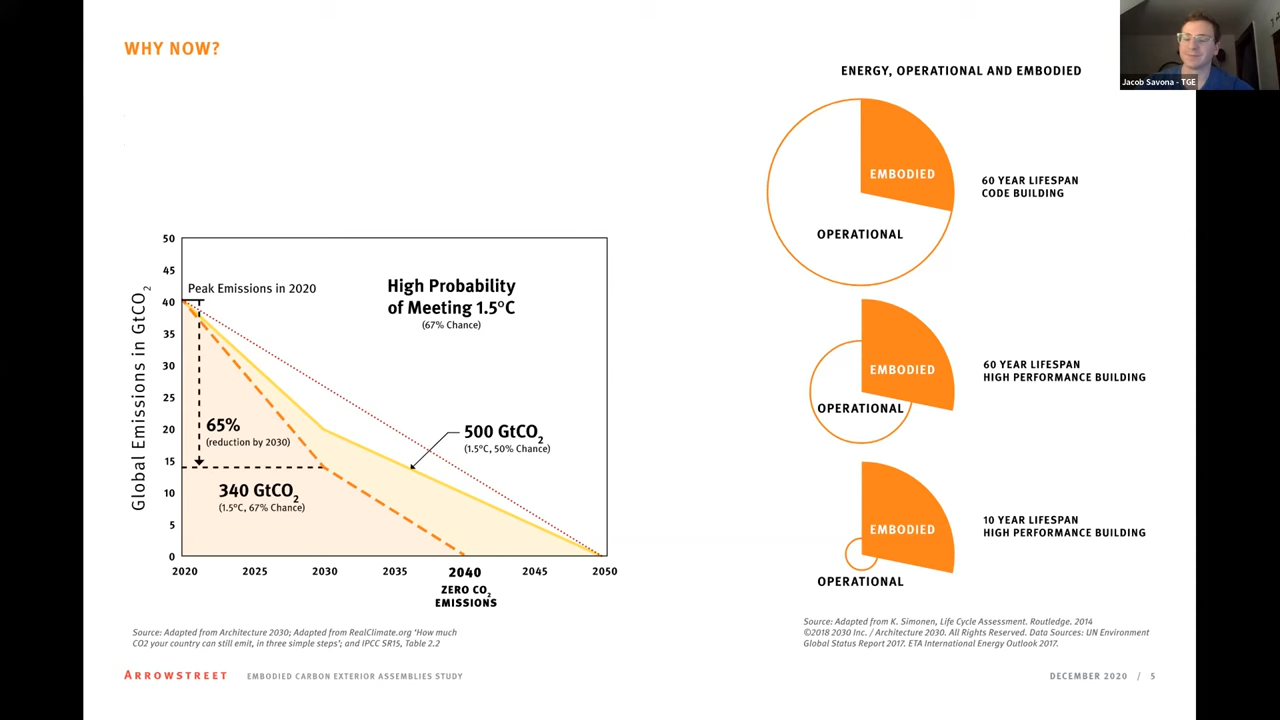 WHY NOW?
Jacob Savona - TGE
50
45
40
35
30
25
20
15
10
5
0
Global Emissions in GtCO2
Peak Emissions in 2020
High Probability
of Meeting 1.5°C
(67% Chance)
65%
(reduction by 2030)
500 GtCO2
(1.5°C, 50% Chance)
340 GtCO2
(1.5°C, 67% Chance)
2020
2025
2030
2035
2040
2045
2050
ZERO CO2
EMISSIONS
Source: Adapted from Architecture 2030; Adapted from RealClimate.org ‘How much
CO2 your country can still emit, in three simple steps’; and IPCC SR15, Table 2.2
ENERGY, OPERATIONAL AND EMBODIED
EMBODIED
OPERATIONAL
60 YEAR LIFESPAN
CODE BUILDING
EMBODIED
OPERATIONAL
60 YEAR LIFESPAN
HIGH PERFORMANCE BUILDING
EMBODIED
OPERATIONAL
10 YEAR LIFESPAN
HIGH PERFORMANCE BUILDING
Source: Adapted from K. Simonen, Life Cycle Assessment. Routledge. 2014
©2018 2030 Inc. / Architecture 2030. All Rights Reserved. Data Sources: UN Environment
Global Status Report 2017. ETA International Energy Outlook 2017.
ARROWSTREET EMBODIED CARBON EXTERIOR ASSEMBLIES STUDY
DECEMBER 2020 / 5